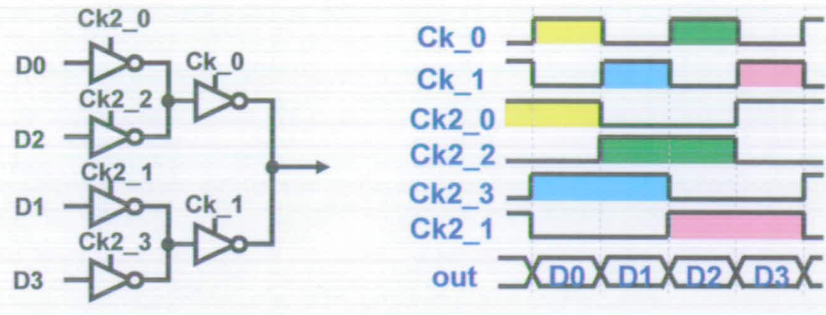 Ck2_0
D0
Ck_0
Ck2_2
D2
Ck2_1
D1
Ck_1
Ck2_3
D3
Ck_0
Ck_1
Ck2_0
Ck2_2
Ck2_3
Ck2_1
out D0 D1 D2 D3